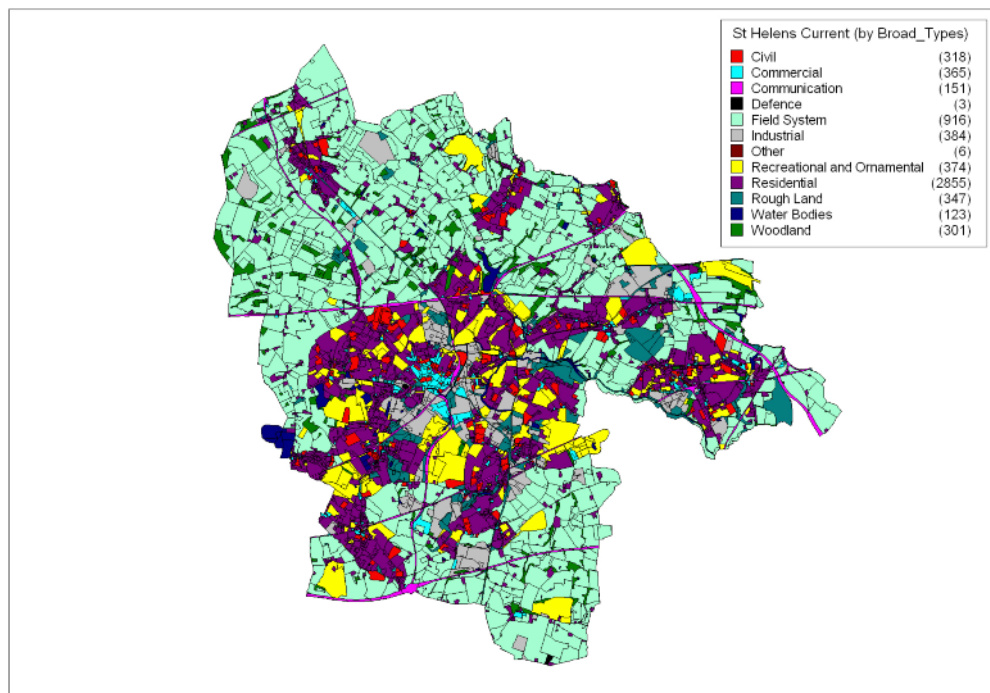 St Helens Current (by Broad_Types)
Civil (318)
Commercial (365)
Communication (151)
Defence (3)
Field System (916)
Industrial (384)
Other (6)
Recreational and Ornamental (374)
Residential (2855)
Rough Land (347)
Water Bodies (123)
Woodland (301)